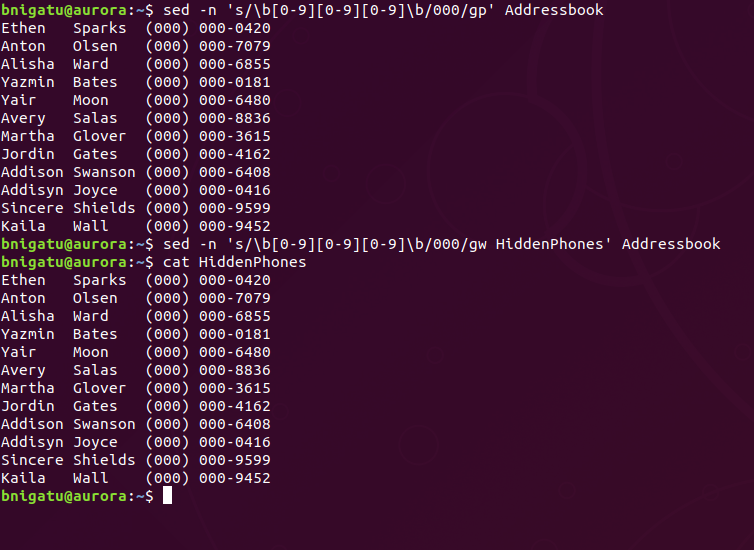 bnigatu@aurora:~$ sed -n 's/\b[0-9][0-9][0-9]\b/000/gp' Addressbook
Ethen   Sparks  (000) 000-0420
Anton   Olsen   (000) 000-7079
Alisha  Ward    (000) 000-6855
Yazmin  Bates   (000) 000-0181
Yair    Moon    (000) 000-6480
Avery   Salas   (000) 000-8836
Martha  Glover  (000) 000-3615
Jordin  Gates   (000) 000-4162
Addison Swanson (000) 000-6408
Addisyn Joyce   (000) 000-0416
Sincere Shields (000) 000-9599
Kaila   Wall    (000) 000-9452
bnigatu@aurora:~$ sed -n 's/\b[0-9][0-9][0-9]\b/000/gw HiddenPhones' Addressbook
bnigatu@aurora:~$ cat HiddenPhones
Ethen   Sparks  (000) 000-0420
Anton   Olsen   (000) 000-7079
Alisha  Ward    (000) 000-6855
Yazmin  Bates   (000) 000-0181
Yair    Moon    (000) 000-6480
Avery   Salas   (000) 000-8836
Martha  Glover  (000) 000-3615
Jordin  Gates   (000) 000-4162
Addison Swanson (000) 000-6408
Addisyn Joyce   (000) 000-0416
Sincere Shields (000) 000-9599
Kaila   Wall    (000) 000-9452
bnigatu@aurora:~$